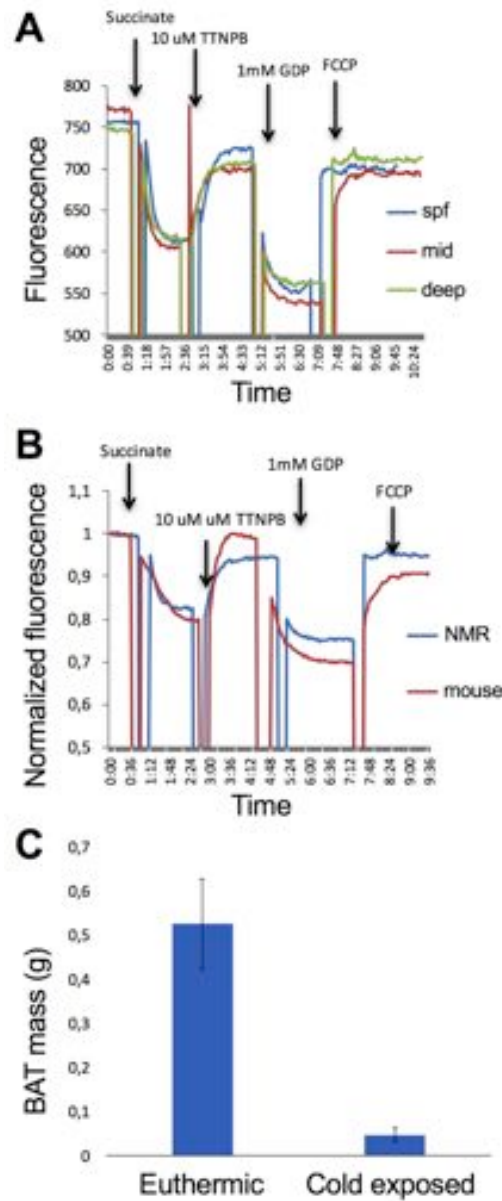 A
Succinate
10 uM TTNPB
1mM GDP
FCCP
800
750
700
650
600
550
500
Fluorescence
spf
mid
deep
0:00
0:39
1:18
1:57
2:36
3:15
3:54
4:33
5:12
5:51
6:30
7:09
7:48
8:27
9:06
9:45
10:24
Time
B
Succinate
10 uM uM TTNPB
1mM GDP
FCCP
1,1
1
0,9
0,8
0,7
0,6
0,5
Normalized fluorescence
NMR
mouse
0:00
0:36
1:12
1:48
2:24
3:00
3:36
4:12
4:48
5:24
6:00
6:36
7:12
7:48
8:24
9:00
9:36
Time
C
0,7
0,6
0,5
0,4
0,3
0,2
0,1
0
BAT mass (g)
Euthermic
Cold exposed